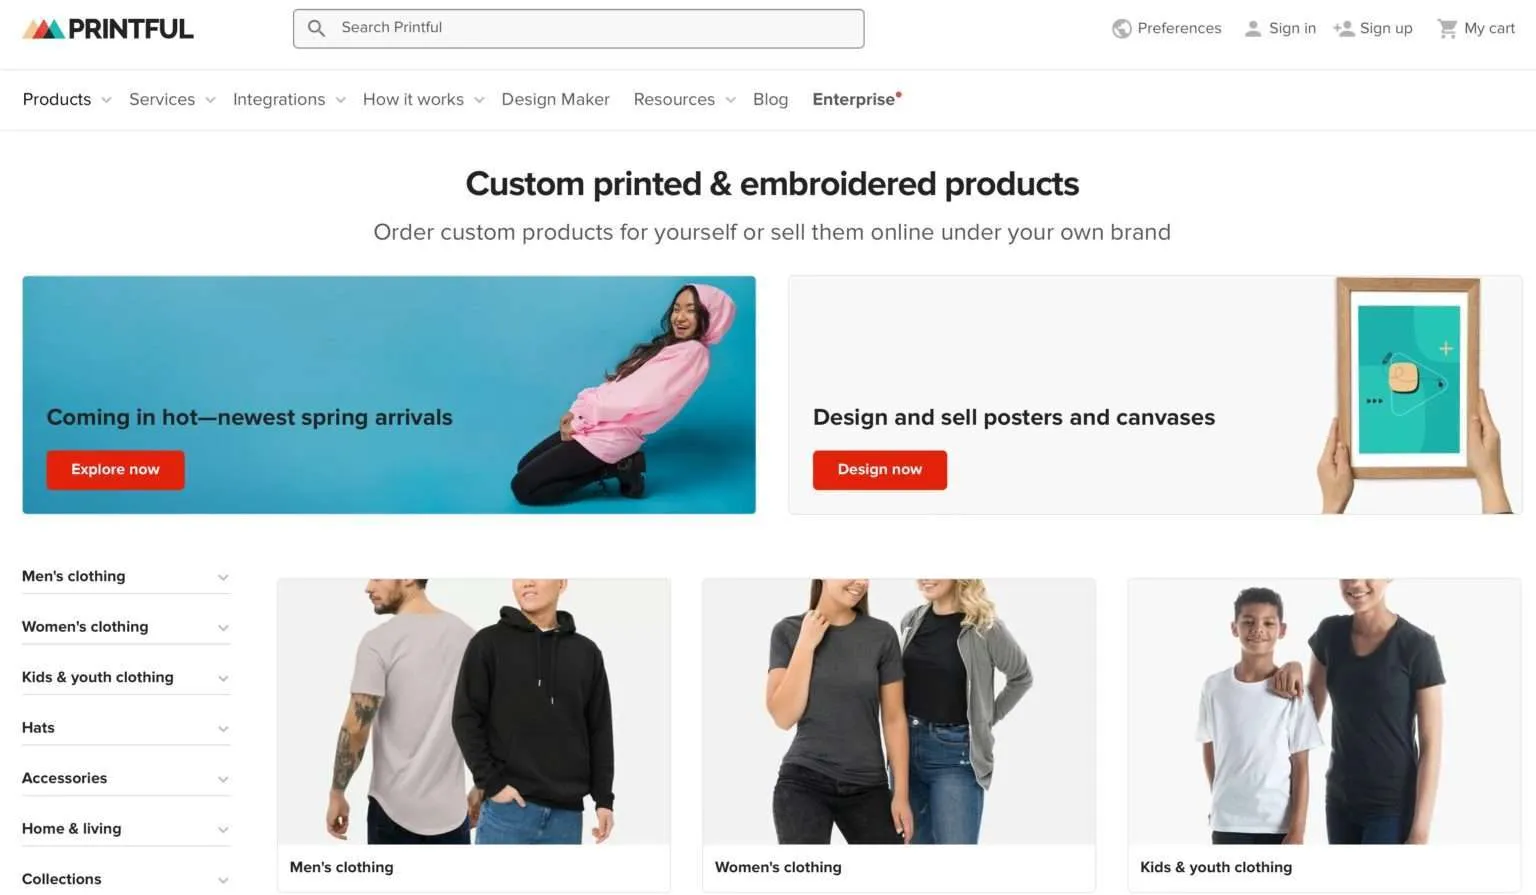 PRINTFUL
Search Printful
Preferences
Sign in
Sign up
My cart
Products
Services
Integrations
How it works
Design Maker
Resources
Blog
Enterprise
Custom printed & embroidered products
Order custom products for yourself or sell them online under your own brand
Coming in hot—newest spring arrivals
Explore now
Design and sell posters and canvases
Design now
Men's clothing
Women's clothing
Kids & youth clothing
Hats
Accessories
Home & living
Collections
Men's clothing
Women's clothing
Kids & youth clothing